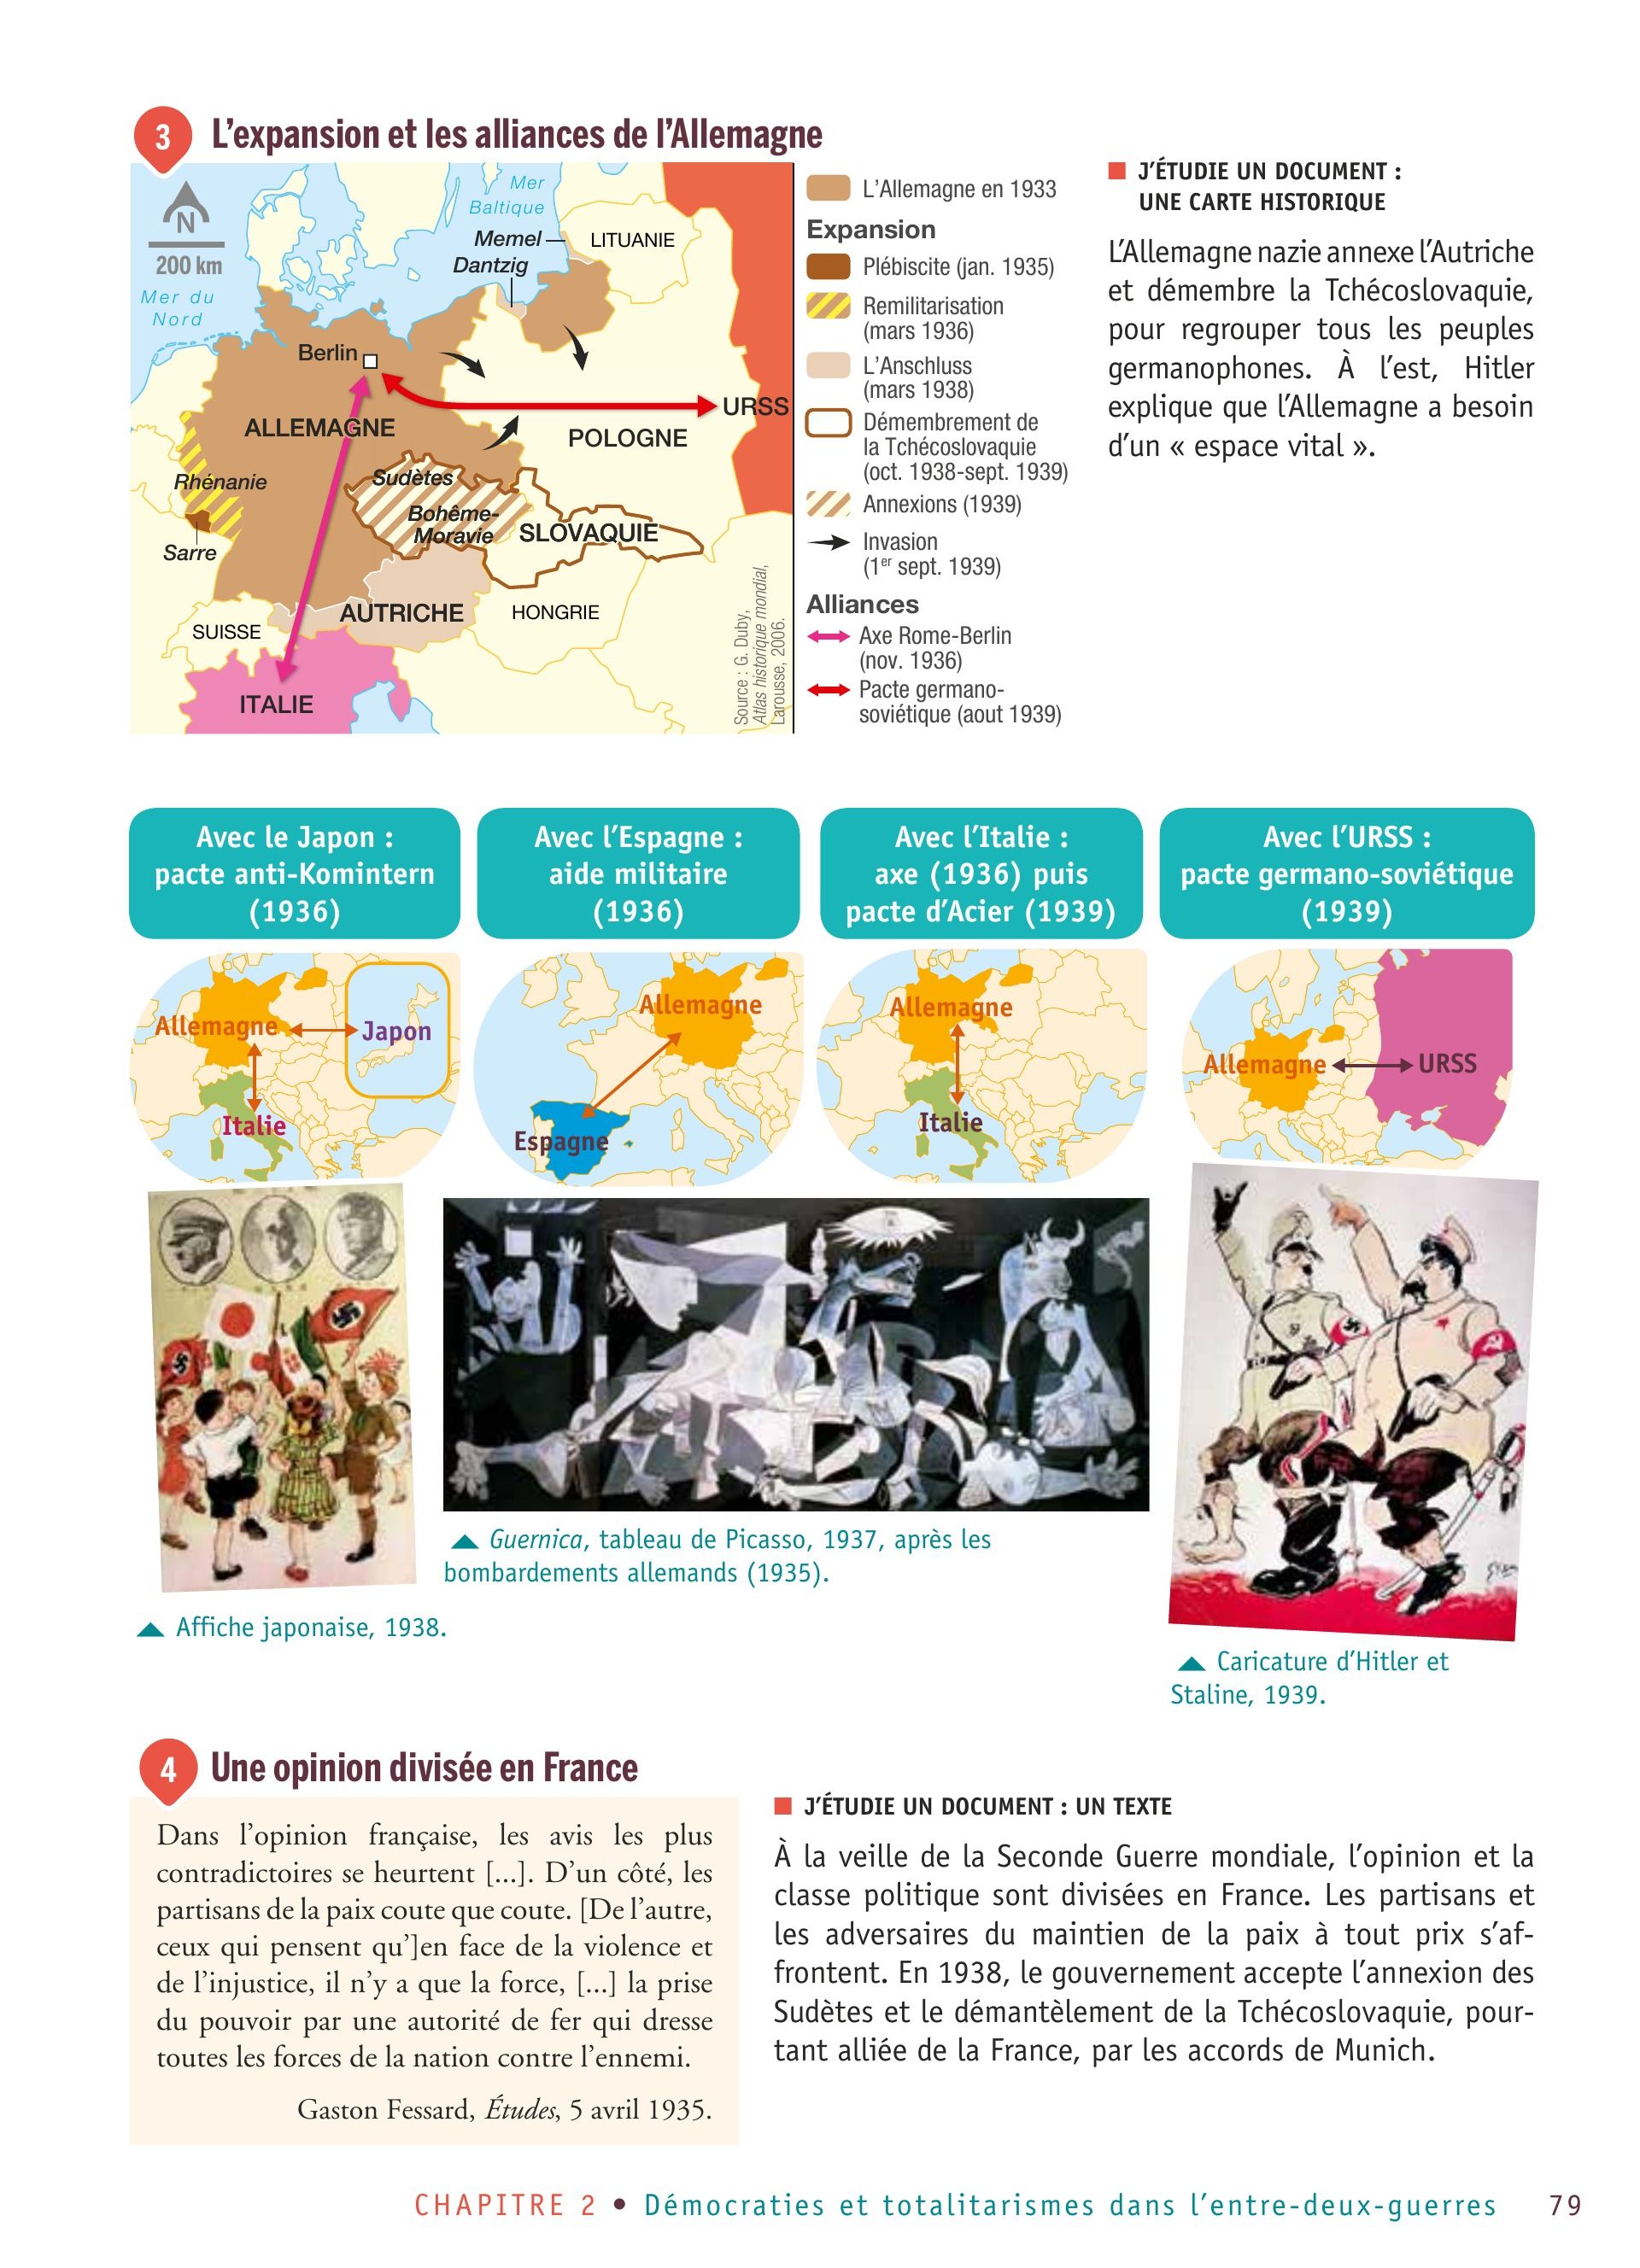 3
L'expansion et les alliances de l'Allemagne
N
200 km
Mer du
Nord
Mer
Baltique
Memel
Dantzig
LITUANIE
Berlin
URSS
ALLEMAGNE
POLOGNE
Rhénanie
Sudètes
Bohême-
Moravie
SLOVAQUIE
Sarre
AUTRICHE
HONGRIE
SUISSE
ITALIE
Source : G. Duby,
Atlas historique mondial,
Larousse, 2006.
L'Allemagne en 1933
Expansion
Plébiscite (jan. 1935)
Remilitarisation
(mars 1936)
L'Anschluss
(mars 1938)
Démembrement de
la Tchécoslovaquie
(oct. 1938-sept. 1939)
Annexions (1939)
Invasion
(1er sept. 1939)
Alliances
Axe Rome-Berlin
(nov. 1936)
Pacte germano-
soviétique (aout 1939)
J'ÉTUDIE UN DOCUMENT :
UNE CARTE HISTORIQUE
L'Allemagne nazie annexe l'Autriche
et démembre la Tchécoslovaquie,
pour regrouper tous les peuples
germanophones. À l'est, Hitler
explique que l'Allemagne a besoin
d'un « espace vital ».
Avec le Japon :
pacte anti-Komintern
(1936)
Avec l'Espagne :
aide militaire
(1936)
Avec l'Italie :
axe (1936) puis
pacte d'Acier (1939)
Avec l'URSS :
pacte germano-soviétique
(1939)
Allemagne
Japon
Italie
Allemagne
Espagne
Allemagne
Italie
Allemagne
URSS
Guernica, tableau de Picasso, 1937, après les
bombardements allemands (1935).
Affiche japonaise, 1938.
Caricature d'Hitler et
Staline, 1939.
4
Une opinion divisée en France
Dans l'opinion française, les avis les plus
contradictoires se heurtent [...]. D'un côté, les
partisans de la paix coute que coute. [De l'autre,
ceux qui pensent qu']en face de la violence et
de l'injustice, il n'y a que la force, [...] la prise
du pouvoir par une autorité de fer qui dresse
toutes les forces de la nation contre l'ennemi.
Gaston Fessard, Études, 5 avril 1935.
J'ÉTUDIE UN DOCUMENT : UN TEXTE
À la veille de la Seconde Guerre mondiale, l'opinion et la
classe politique sont divisées en France. Les partisans et
les adversaires du maintien de la paix à tout prix s'af-
frontent. En 1938, le gouvernement accepte l'annexion des
Sudètes et le démantèlement de la Tchécoslovaquie, pour-
tant alliée de la France, par les accords de Munich.
CHAPITRE 2 • Démocraties et totalitarismes dans l'entre-deux-guerres 79